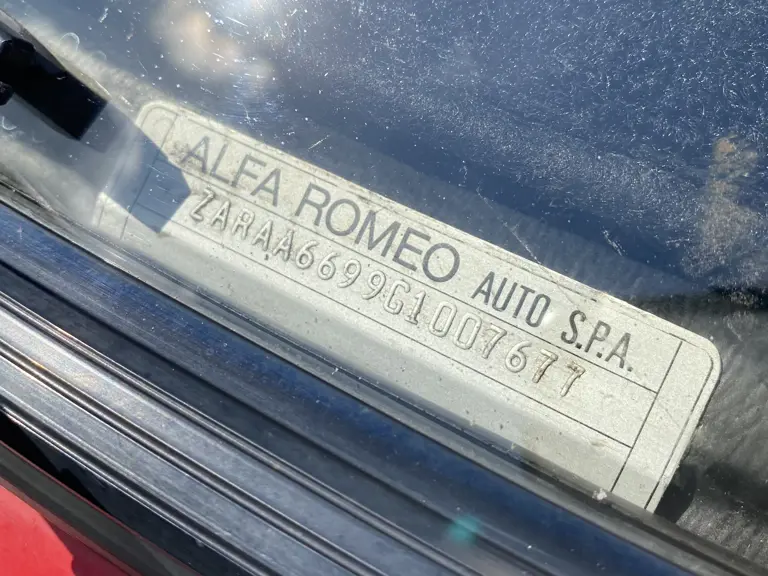 ALFA ROMEO AUTO S.P.A.
ZARAA6699G1007677